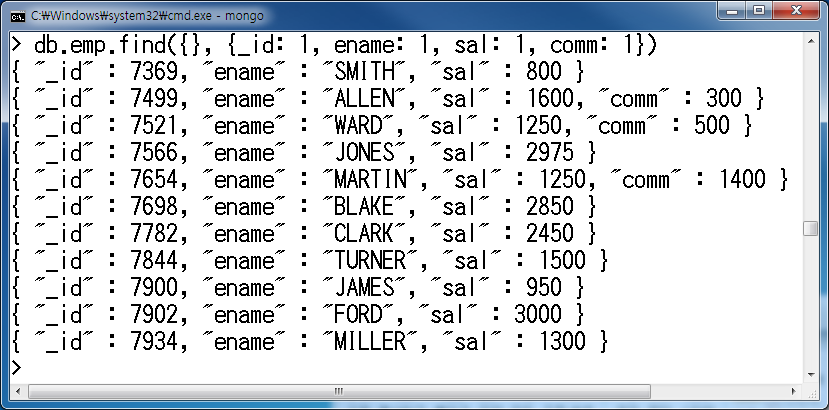 C:₩Windows₩system32₩cmd.exe - mongo
> db.emp.find({}, {_id: 1, ename: 1, sal: 1, comm: 1})
{ "_id" : 7369, "ename" : "SMITH", "sal" : 800 }
{ "_id" : 7499, "ename" : "ALLEN", "sal" : 1600, "comm" : 300 }
{ "_id" : 7521, "ename" : "WARD", "sal" : 1250, "comm" : 500 }
{ "_id" : 7566, "ename" : "JONES", "sal" : 2975 }
{ "_id" : 7654, "ename" : "MARTIN", "sal" : 1250, "comm" : 1400 }
{ "_id" : 7698, "ename" : "BLAKE", "sal" : 2850 }
{ "_id" : 7782, "ename" : "CLARK", "sal" : 2450 }
{ "_id" : 7844, "ename" : "TURNER", "sal" : 1500 }
{ "_id" : 7900, "ename" : "JAMES", "sal" : 950 }
{ "_id" : 7902, "ename" : "FORD", "sal" : 3000 }
{ "_id" : 7934, "ename" : "MILLER", "sal" : 1300 }
>